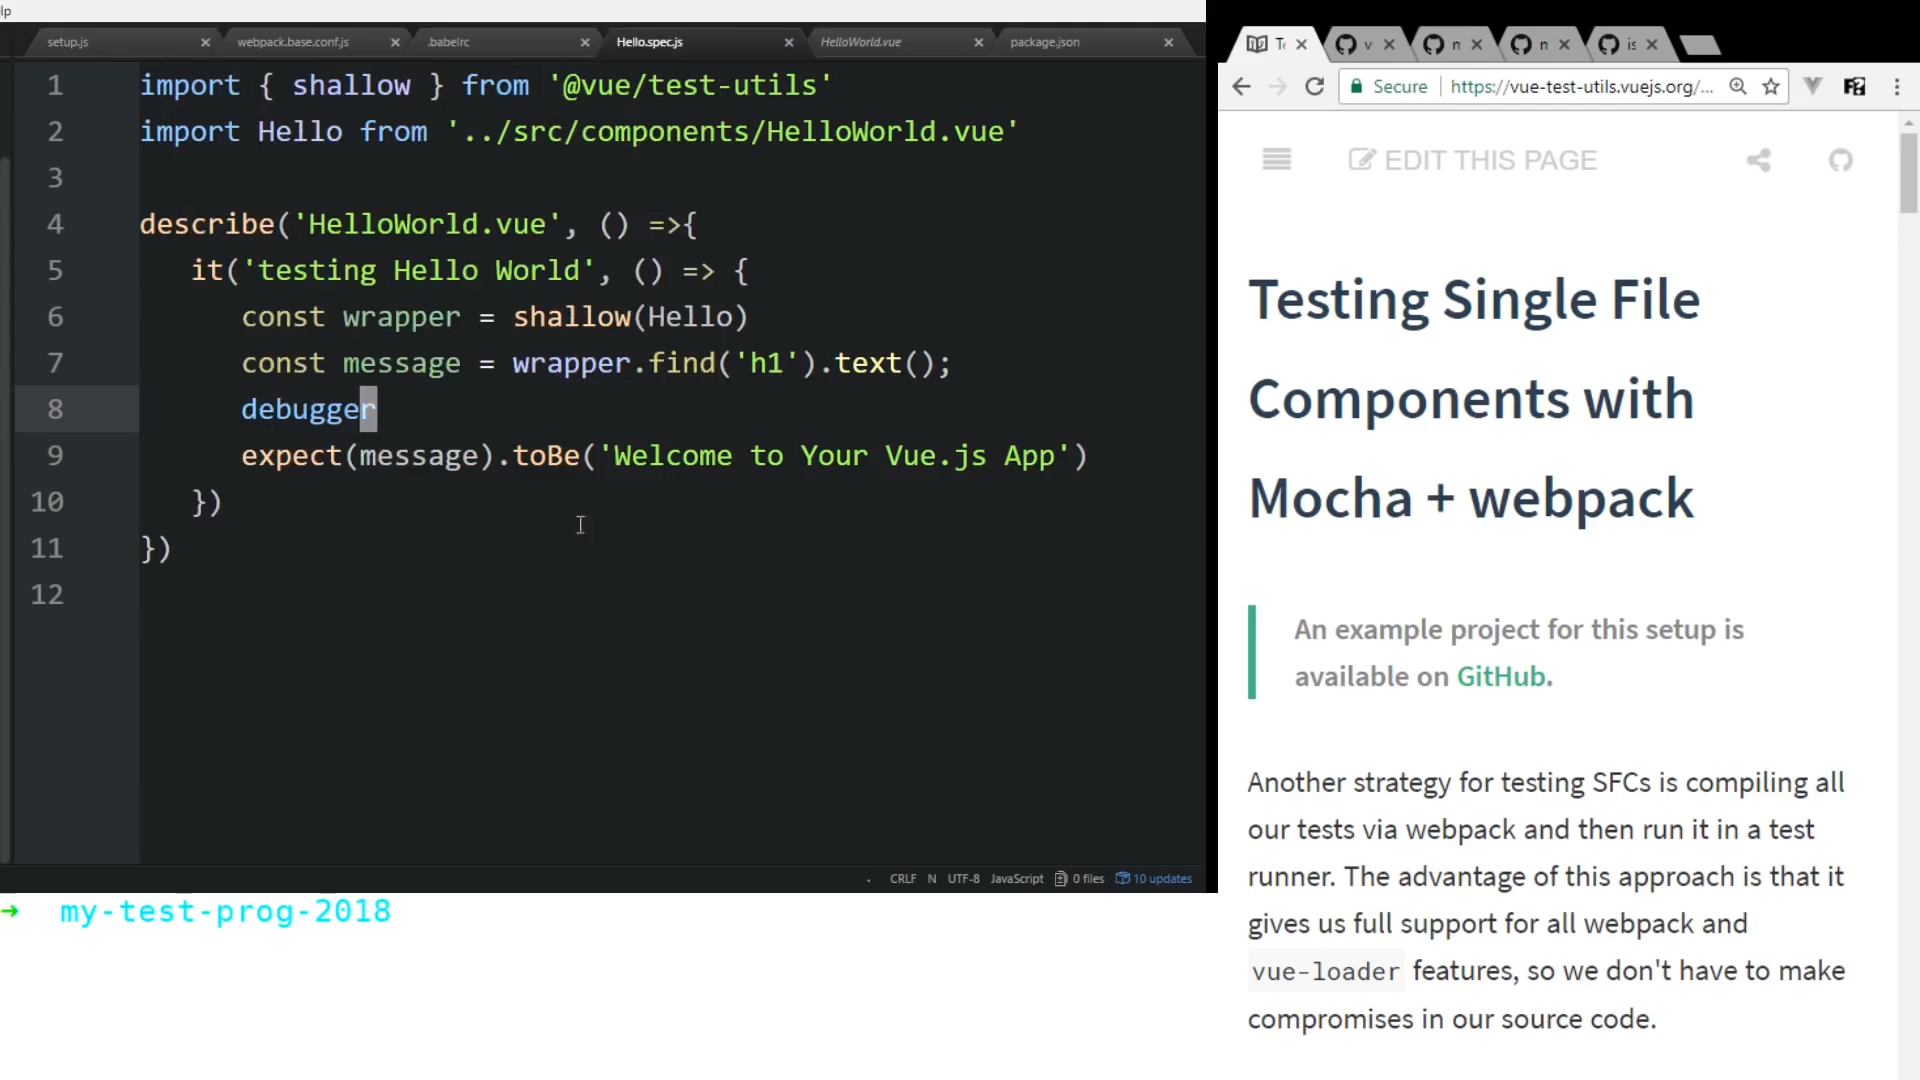 lp
setup.js
webpack.base.conf.js
.babelrc
Hello.spec.js
HelloWorld.vue
package.json
1 import { shallow } from '@vue/test-utils'
2 import Hello from '../src/components/HelloWorld.vue'
3
4 describe('HelloWorld.vue', () =>{
5 it('testing Hello World', () => {
6 const wrapper = shallow(Hello)
7 const message = wrapper.find('h1').text();
8 debugger
9 expect(message).toBe('Welcome to Your Vue.js App')
10 })
11 })
12
CRLF N UTF-8 JavaScript 0 files 10 updates
→ my-test-prog-2018
v
n
n
is
Secure https://vue-test-utils.vuejs.org/...
EDIT THIS PAGE
Testing Single File
Components with
Mocha + webpack
An example project for this setup is
available on GitHub.
Another strategy for testing SFCs is compiling all
our tests via webpack and then run it in a test
runner. The advantage of this approach is that it
gives us full support for all webpack and
vue-loader features, so we don't have to make
compromises in our source code.